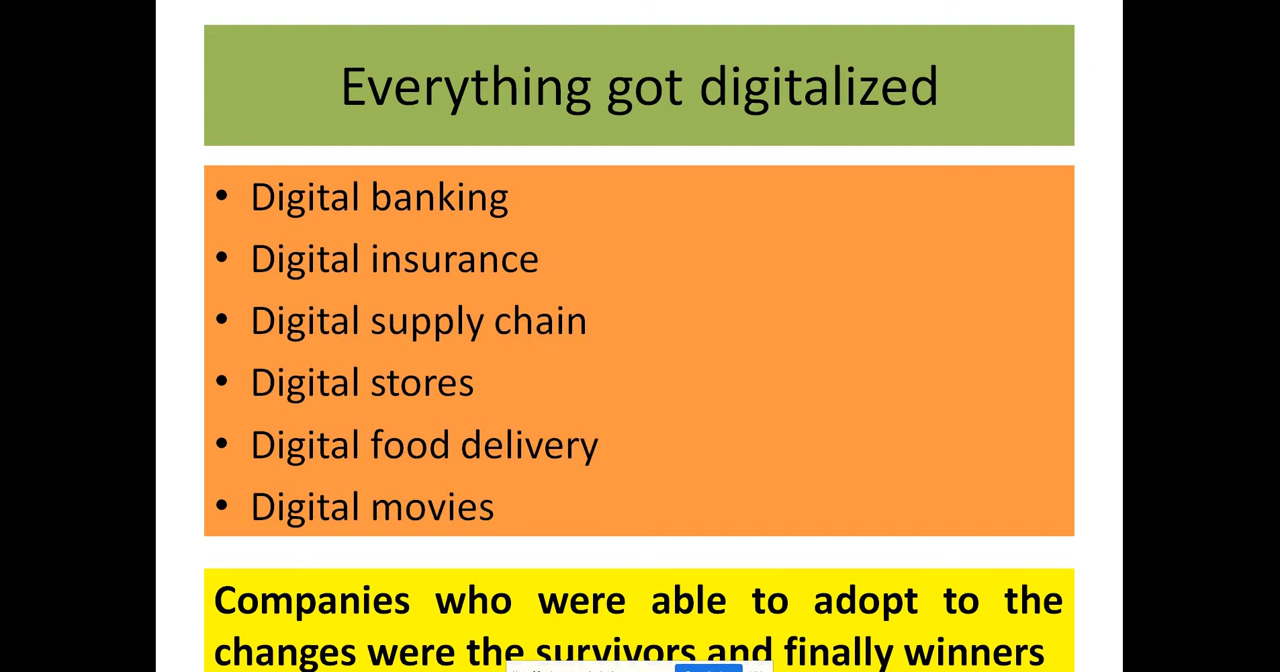 Everything got digitalized
• Digital banking
• Digital insurance
• Digital supply chain
• Digital stores
• Digital food delivery
• Digital movies
Companies who were able to adopt to the
changes were the survivors and finally winners